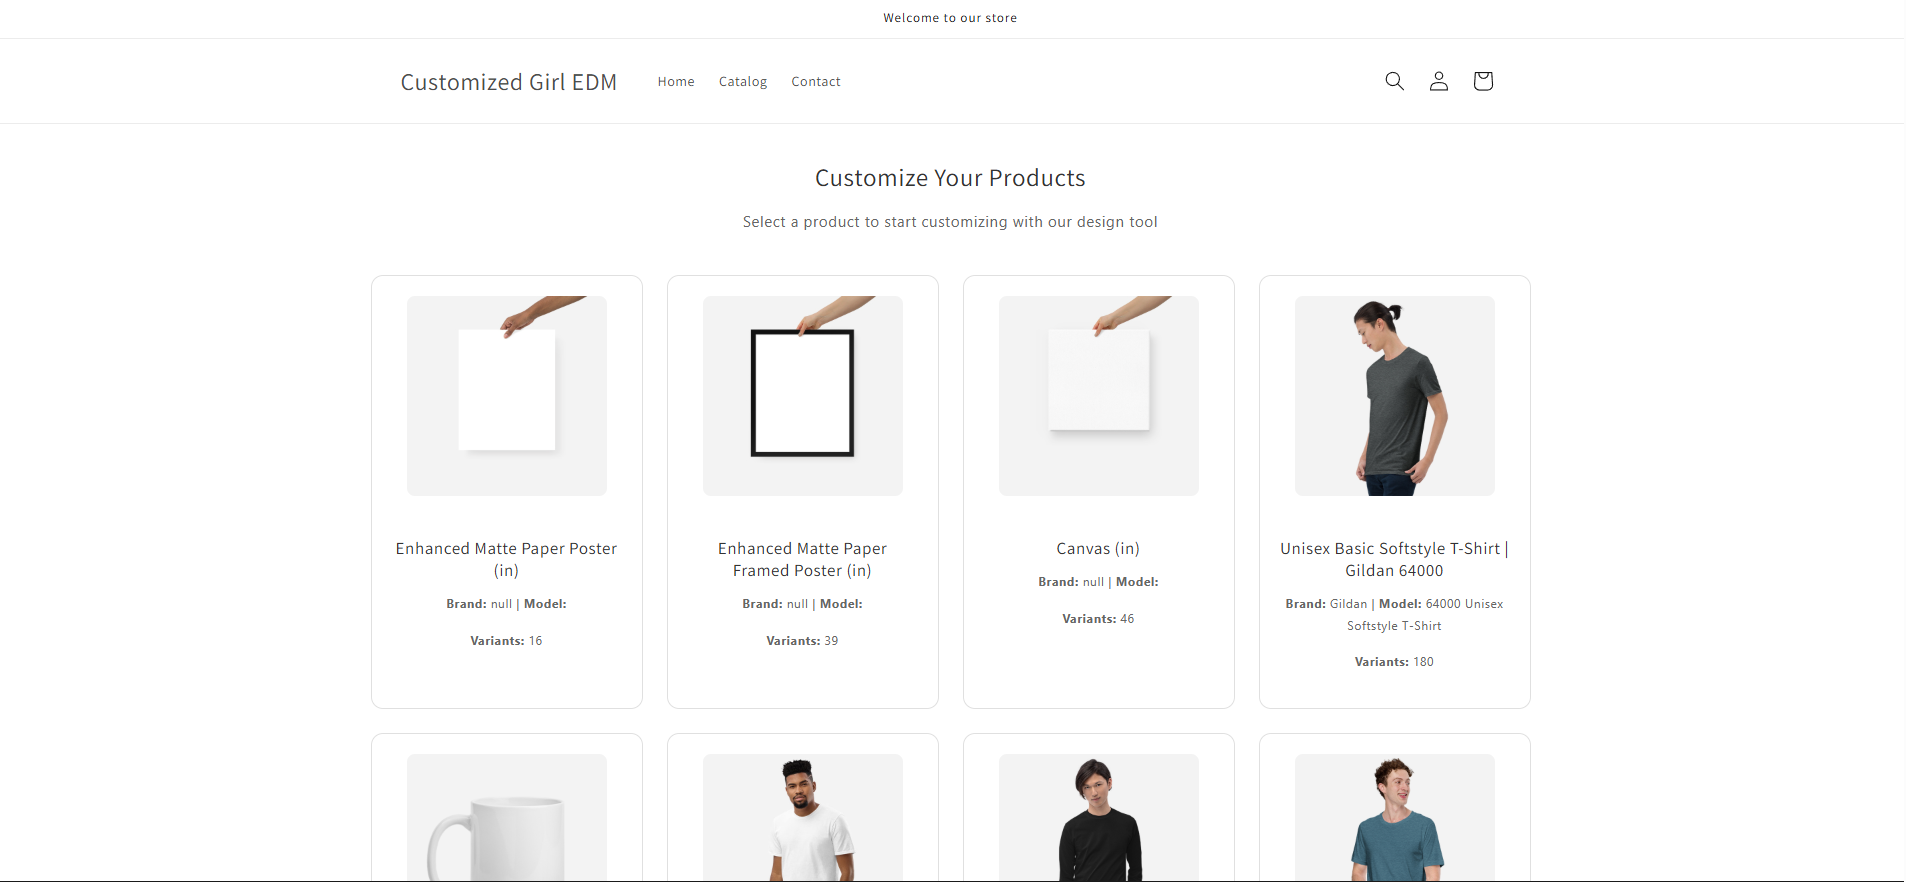 Welcome to our store
Customized Girl EDM
Home Catalog Contact
Customize Your Products
Select a product to start customizing with our design tool
Enhanced Matte Paper Poster
(in)
Brand: null | Model:
Variants: 16
Enhanced Matte Paper
Framed Poster (in)
Brand: null | Model:
Variants: 39
Canvas (in)
Brand: null | Model:
Variants: 46
Unisex Basic Softstyle T-Shirt |
Gildan 64000
Brand: Gildan | Model: 64000 Unisex
Softstyle T-Shirt
Variants: 180